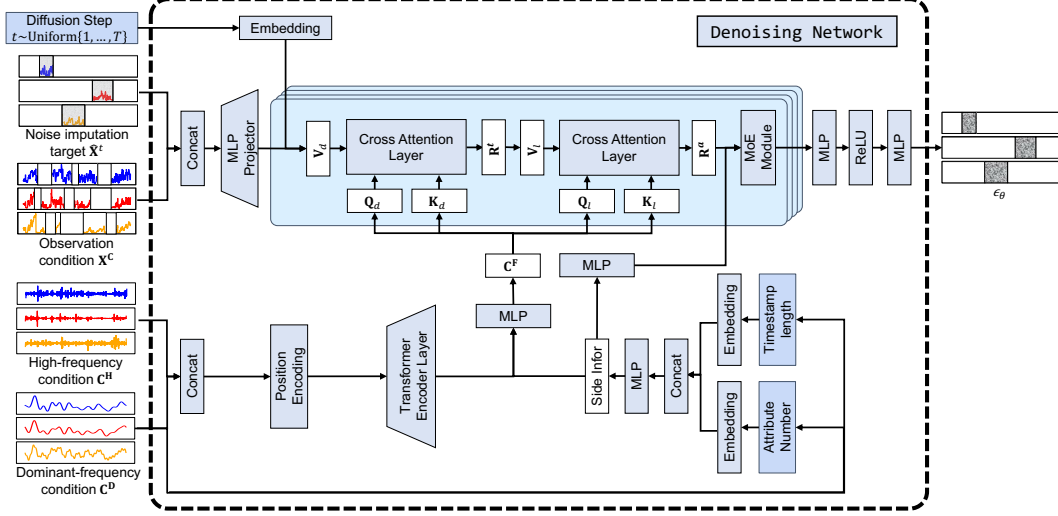 Diffusion Step
t~Uniform{1, ..., T}
Embedding
Denoising Network
Noise imputation
target X̂ᵗ
Observation
condition Xᶜ
Concat
MLP
Projector
V_d
Cross Attention
Layer
Rᵗ
V_l
Cross Attention
Layer
Rᵃ
MoE
Module
MLP
ReLU
MLP
ϵ_θ
Q_d
K_d
Q_l
K_l
Cᶠ
MLP
MLP
High-frequency
condition Cᴴ
Dominant-frequency
condition Cᴰ
Concat
Position
Encoding
Transformer
Encoder Layer
Side Infor
MLP
Concat
Embedding
Timestamp
length
Embedding
Attribute
Number